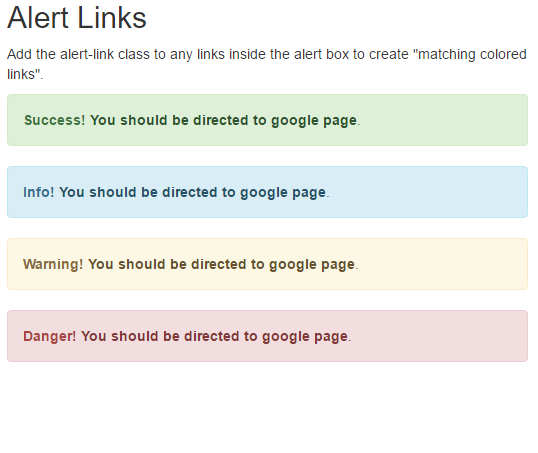 Alert Links
Add the alert-link class to any links inside the alert box to create "matching colored
links".
Success! You should be directed to google page.
Info! You should be directed to google page.
Warning! You should be directed to google page.
Danger! You should be directed to google page.